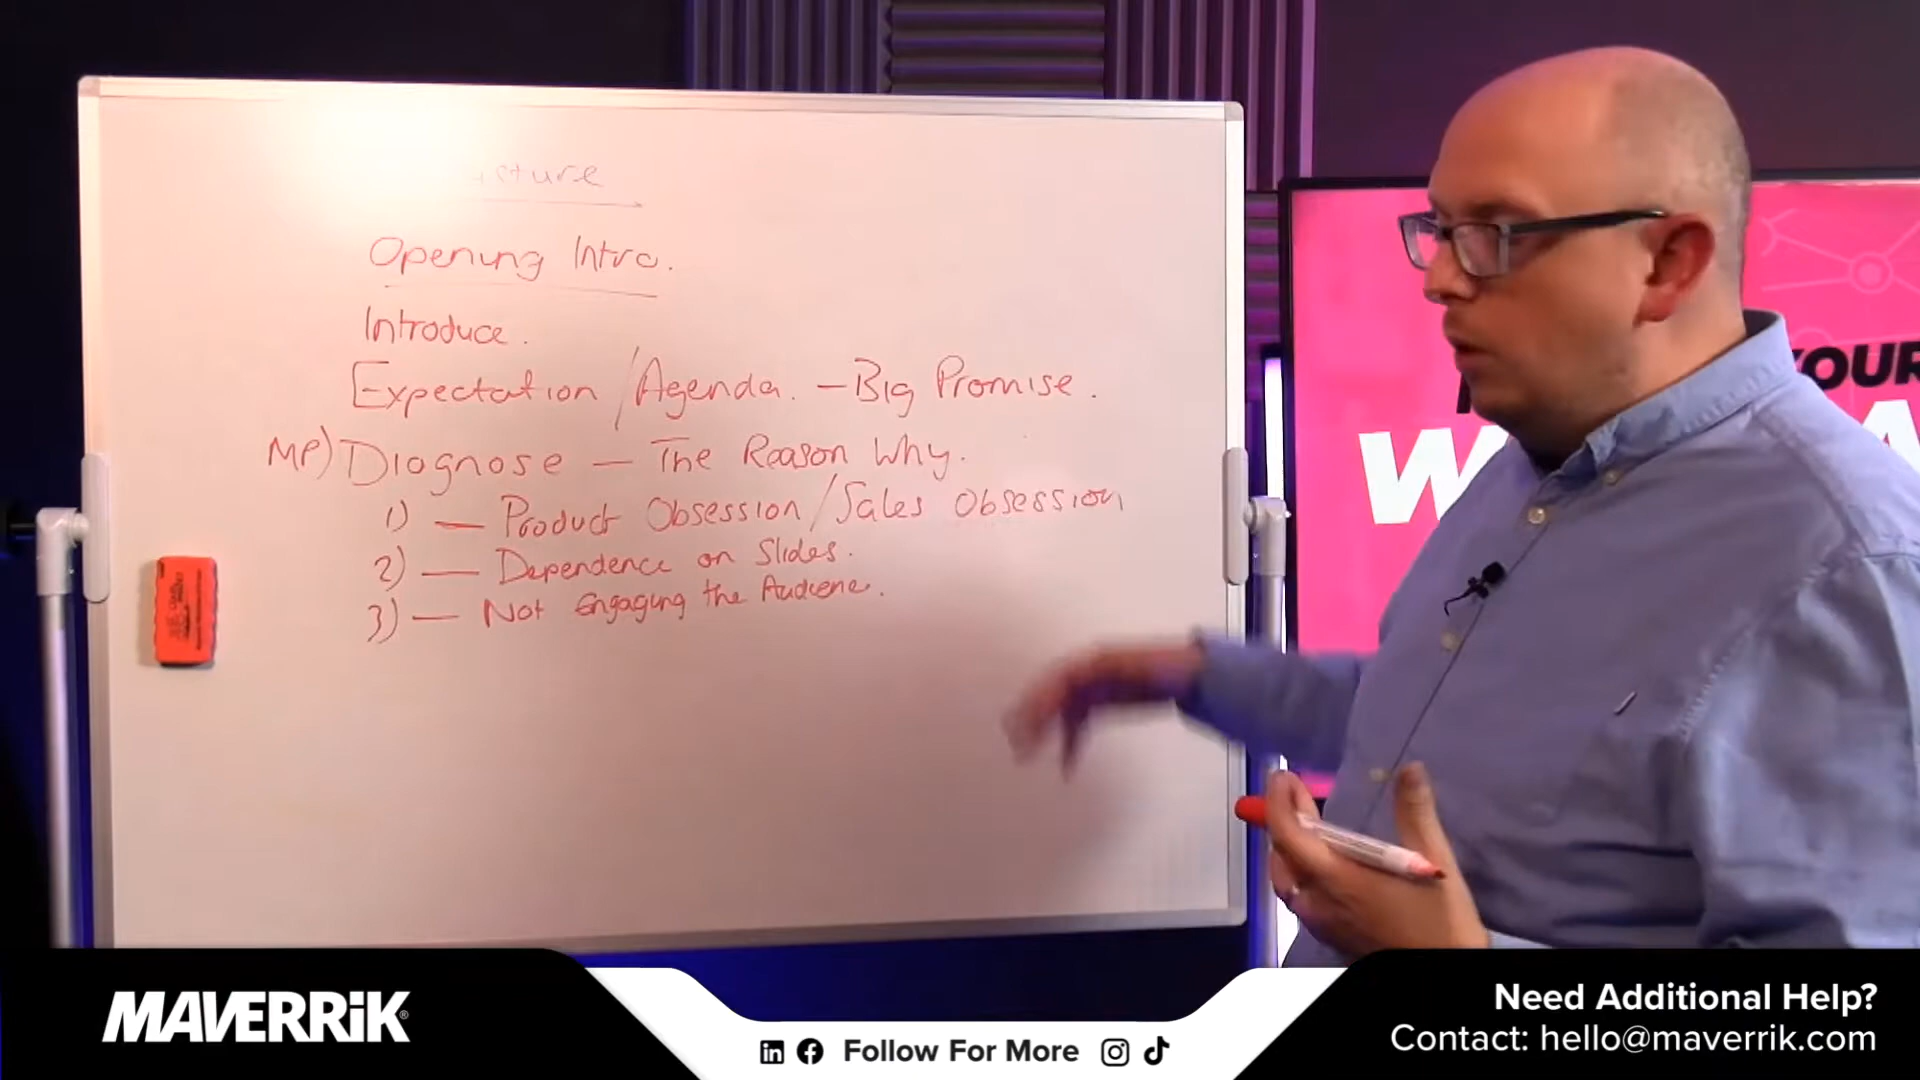 Opening Intro.
Introduce.
Expectation / Agenda. - Big Promise.
MP) Diagnose - The Reason Why.
1) - Product Obsession / Sales Obsession
2) - Dependence on Slides.
3) - Not Engaging the Audience.
YOUR
W
MAVERRiK®
Follow For More
Need Additional Help?
Contact: hello@maverrik.com